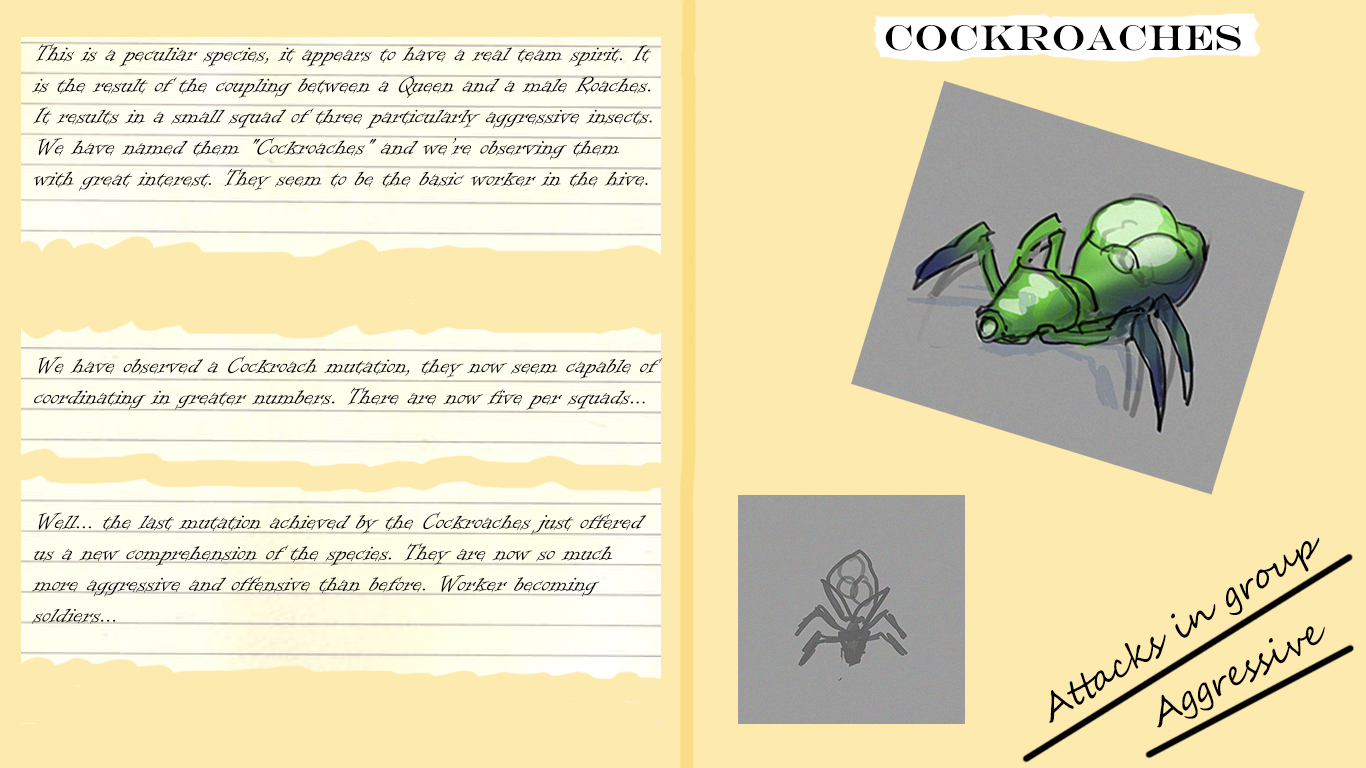 This is a peculiar species, it appears to have a real team spirit. It
is the result of the coupling between a Queen and a male Roaches.
It results in a small squad of three particularly aggressive insects.
We have named them "Cockroaches" and we're observing them
with great interest. They seem to be the basic worker in the hive.
We have observed a Cockroach mutation, they now seem capable of
coordinating in greater numbers. There are now five per squads...
Well... the last mutation achieved by the Cockroaches just offered
us a new comprehension of the species. They are now so much
more aggressive and offensive than before. Worker becoming
soldiers...
COCKROACHES
Attacks in group
Aggressive